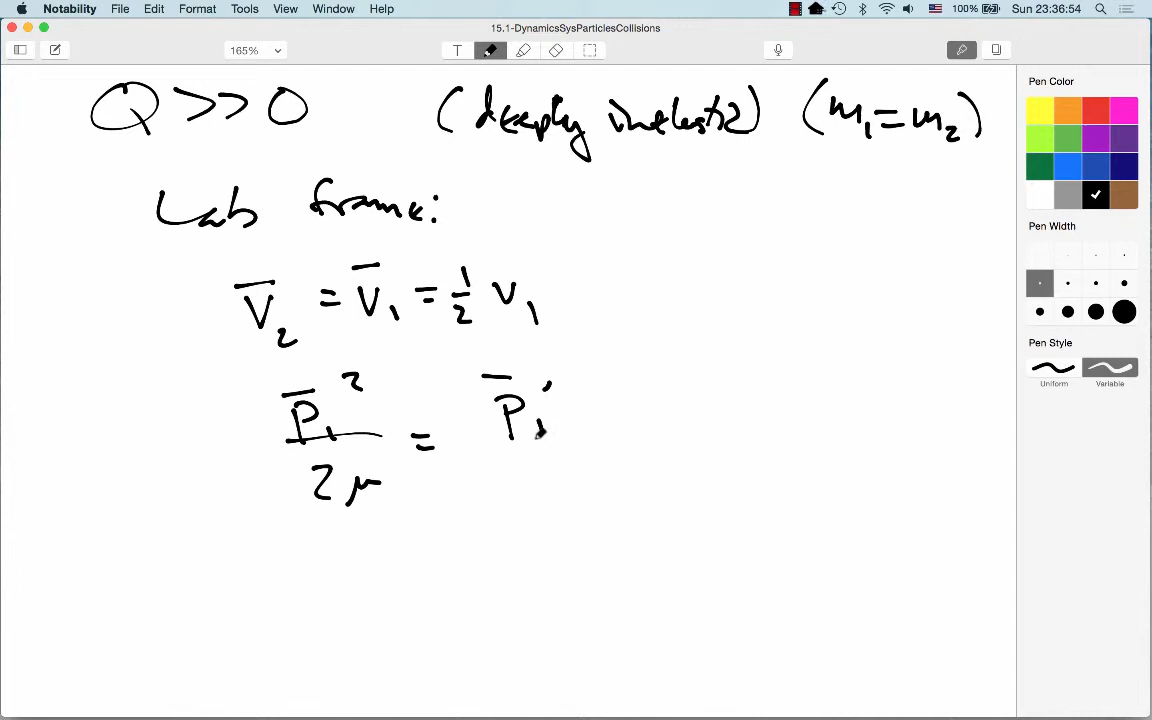 Notability File Edit Format Tools View Window Help 100% Sun 23:36:54
15.1-DynamicsSysParticlesCollisions
165% T
Q >> 0 (deeply inelastic) (m₁ = m₂)
Lab frame:
V̅₂ = V̅₁ = ½ v₁
P̅₁² / 2μ = P̅₁'
Pen Color
Pen Width
Pen Style
Uniform Variable